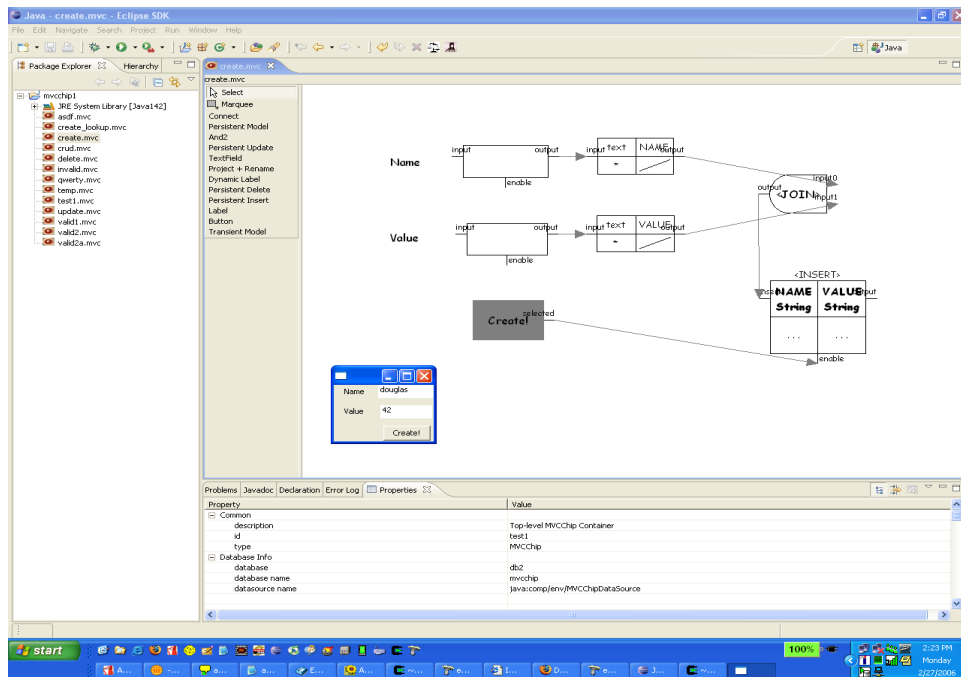 Java - create.mvc - Eclipse SDK
File Edit Navigate Search Project Run Window Help
Java
Package Explorer Hierarchy
create.mvc
create.mvc
mvcchip1
JRE System Library [Java142]
asdf.mvc
create_lookup.mvc
create.mvc
crud.mvc
delete.mvc
invalid.mvc
qwerty.mvc
temp.mvc
test1.mvc
update.mvc
valid1.mvc
valid2.mvc
valid2a.mvc
Select
Marquee
Connect
Persistent Model
And2
Persistent Update
TextField
Project + Rename
Dynamic Label
Persistent Delete
Persistent Insert
Label
Button
Transient Model
Name
input output
enable
input text NAME output
*
Value
input output
enable
input text VALUE output
*
output <JOIN> input0
input1
<INSERT>
NAME VALUE output
String String
... ...
enable
Create! selected
Name douglas
Value 42
Create!
Problems Javadoc Declaration Error Log Properties
Property Value
Common
description Top-level MVCChip Container
id test1
type MVCChip
Database Info
database db2
database name mvcchip
datasource name java:comp/env/MVCChipDataSource
start
100%
2:23 PM
Monday
2/27/2006
A... -... a... a... E... A... ~... e... I... D... e... J... ~...